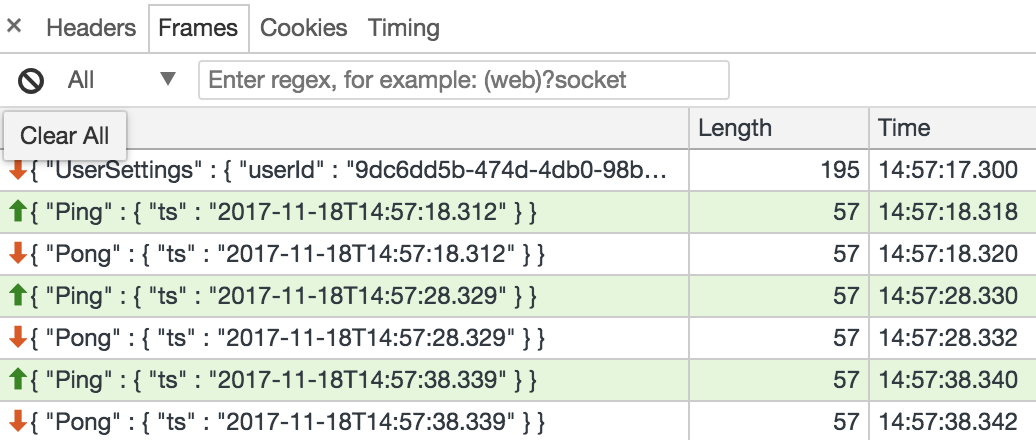 × Headers Frames Cookies Timing
All ▼ Enter regex, for example: (web)?socket
Clear All Length Time
{ "UserSettings" : { "userId" : "9dc6dd5b-474d-4db0-98b... 195 14:57:17.300
{ "Ping" : { "ts" : "2017-11-18T14:57:18.312" } } 57 14:57:18.318
{ "Pong" : { "ts" : "2017-11-18T14:57:18.312" } } 57 14:57:18.320
{ "Ping" : { "ts" : "2017-11-18T14:57:28.329" } } 57 14:57:28.330
{ "Pong" : { "ts" : "2017-11-18T14:57:28.329" } } 57 14:57:28.332
{ "Ping" : { "ts" : "2017-11-18T14:57:38.339" } } 57 14:57:38.340
{ "Pong" : { "ts" : "2017-11-18T14:57:38.339" } } 57 14:57:38.342